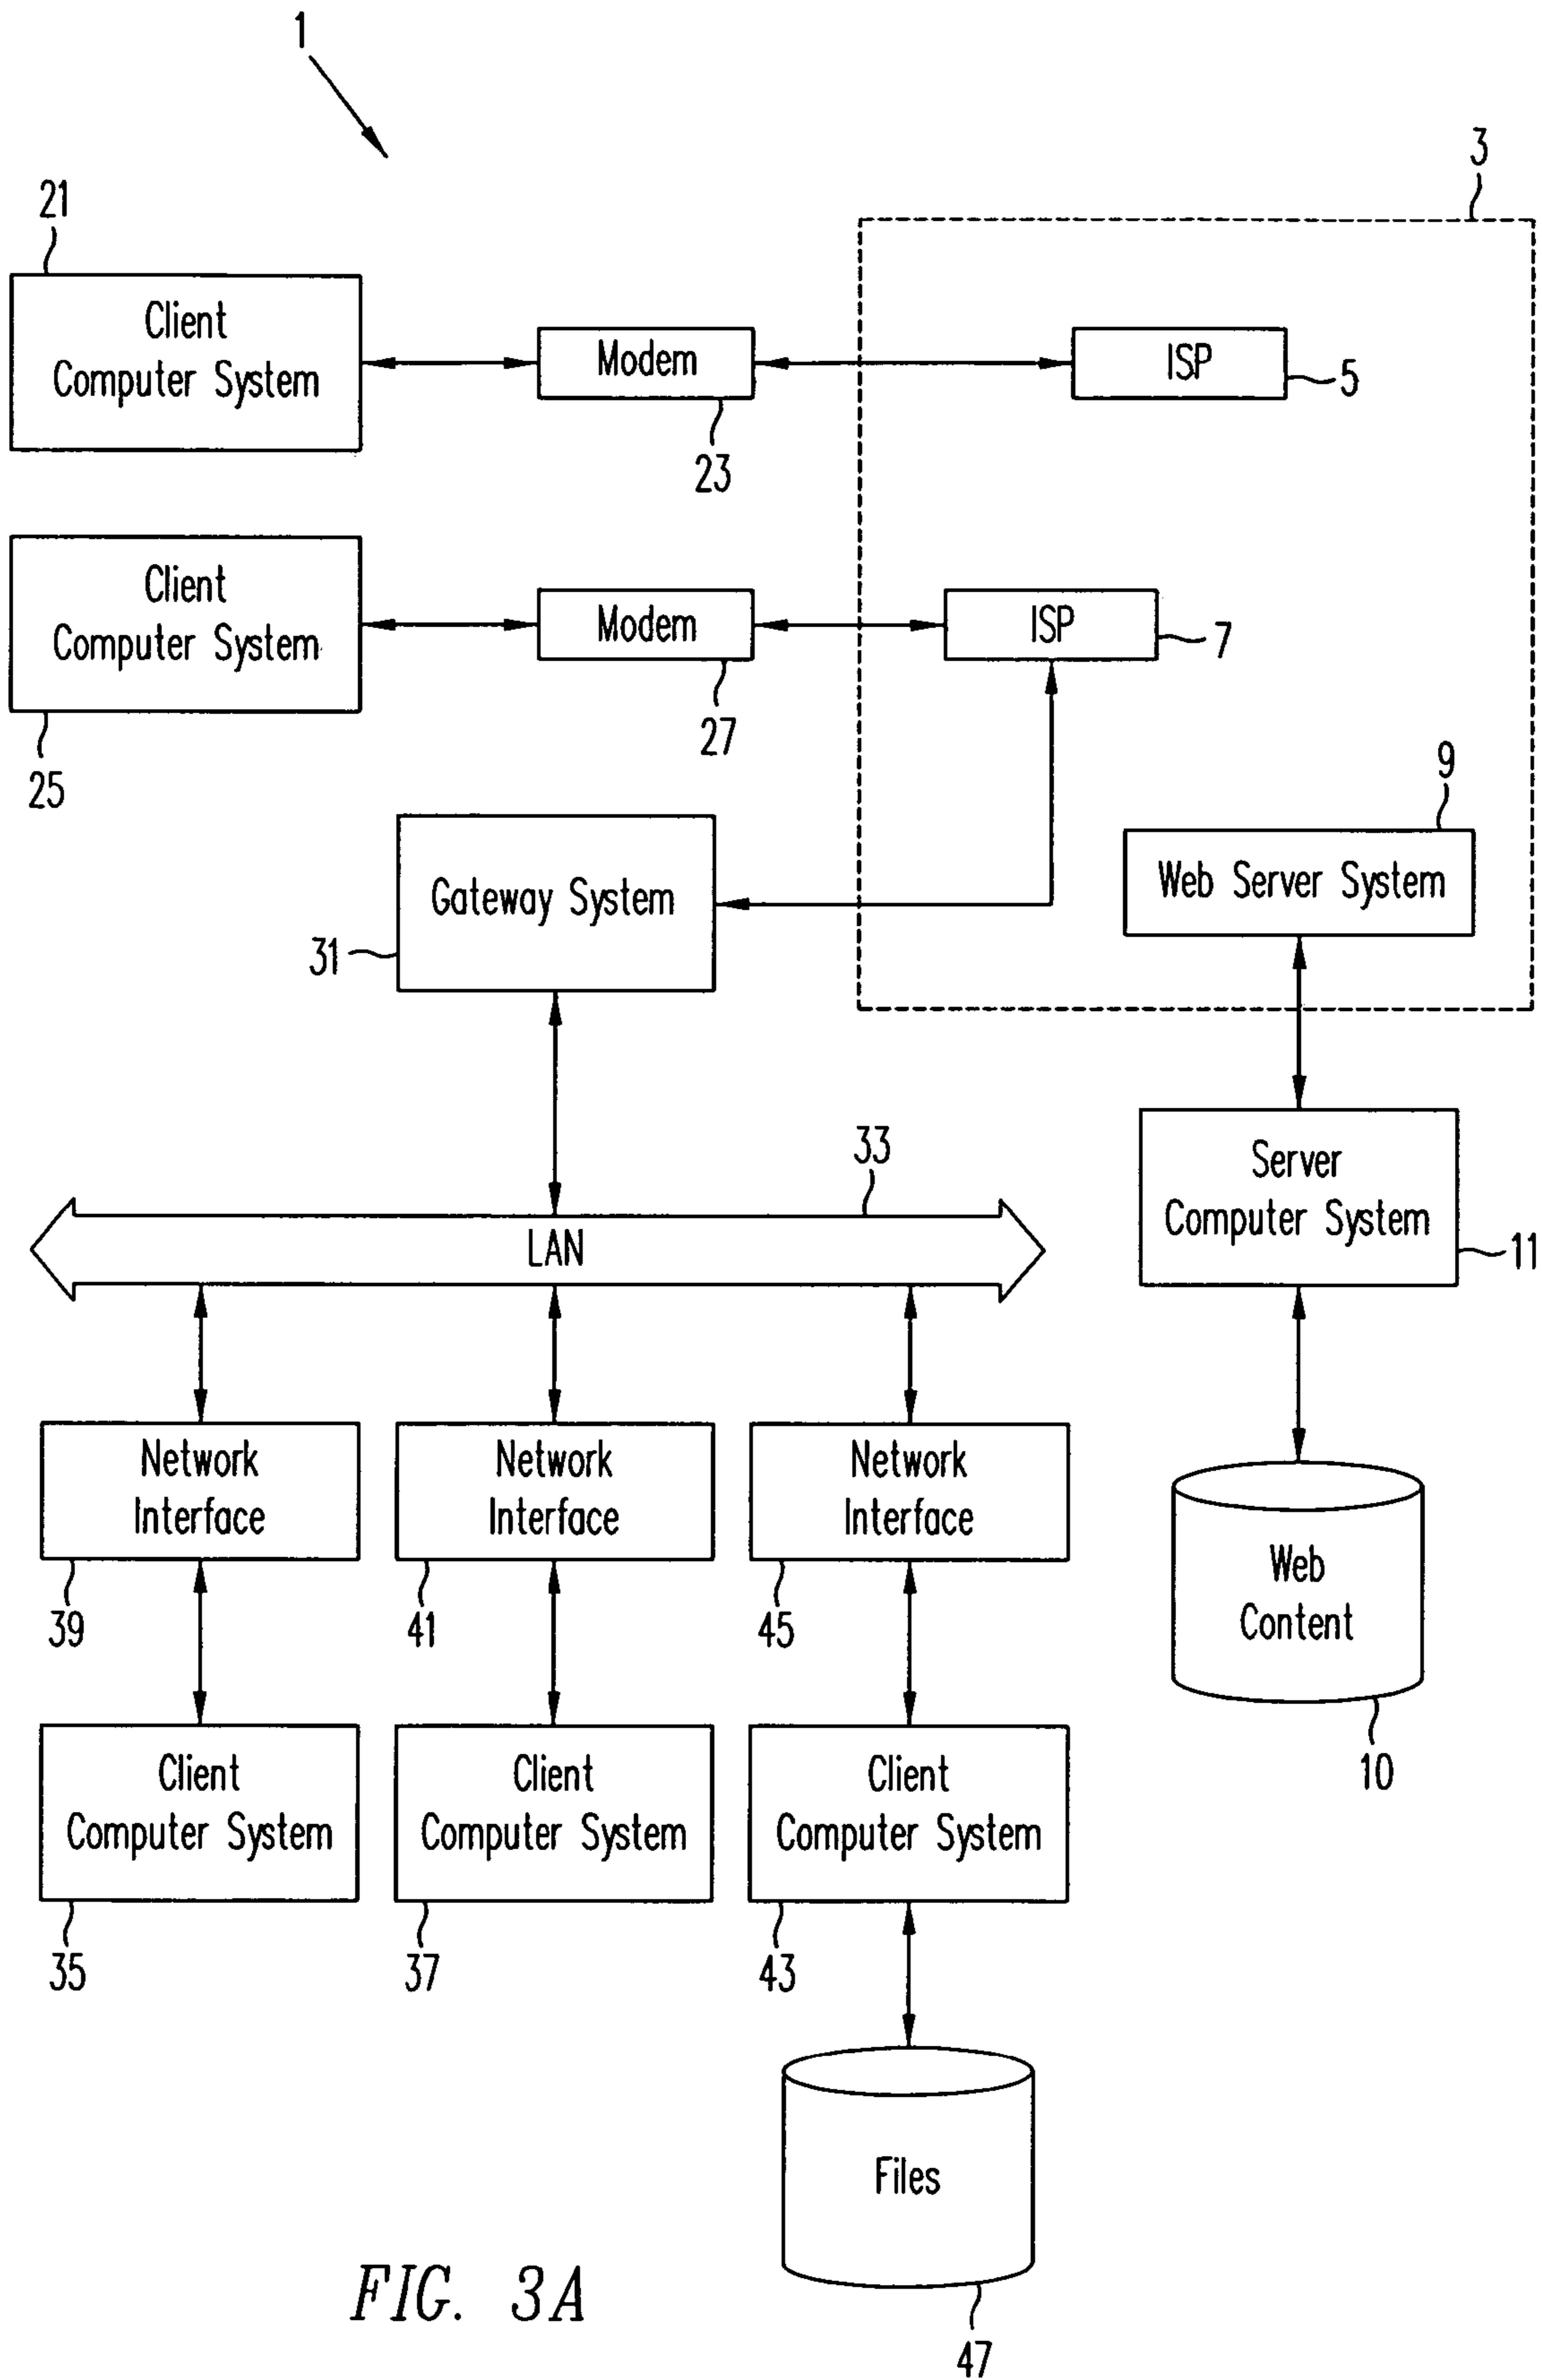 1
3
21
Client
Computer System
Modem
23
ISP
5
Client
Computer System
25
Modem
27
ISP
7
9
Web Server System
Gateway System
31
33
LAN
Server
Computer System
11
Network
Interface
39
Network
Interface
41
Network
Interface
45
Web
Content
10
Client
Computer System
35
Client
Computer System
37
Client
Computer System
43
Files
47
FIG. 3A